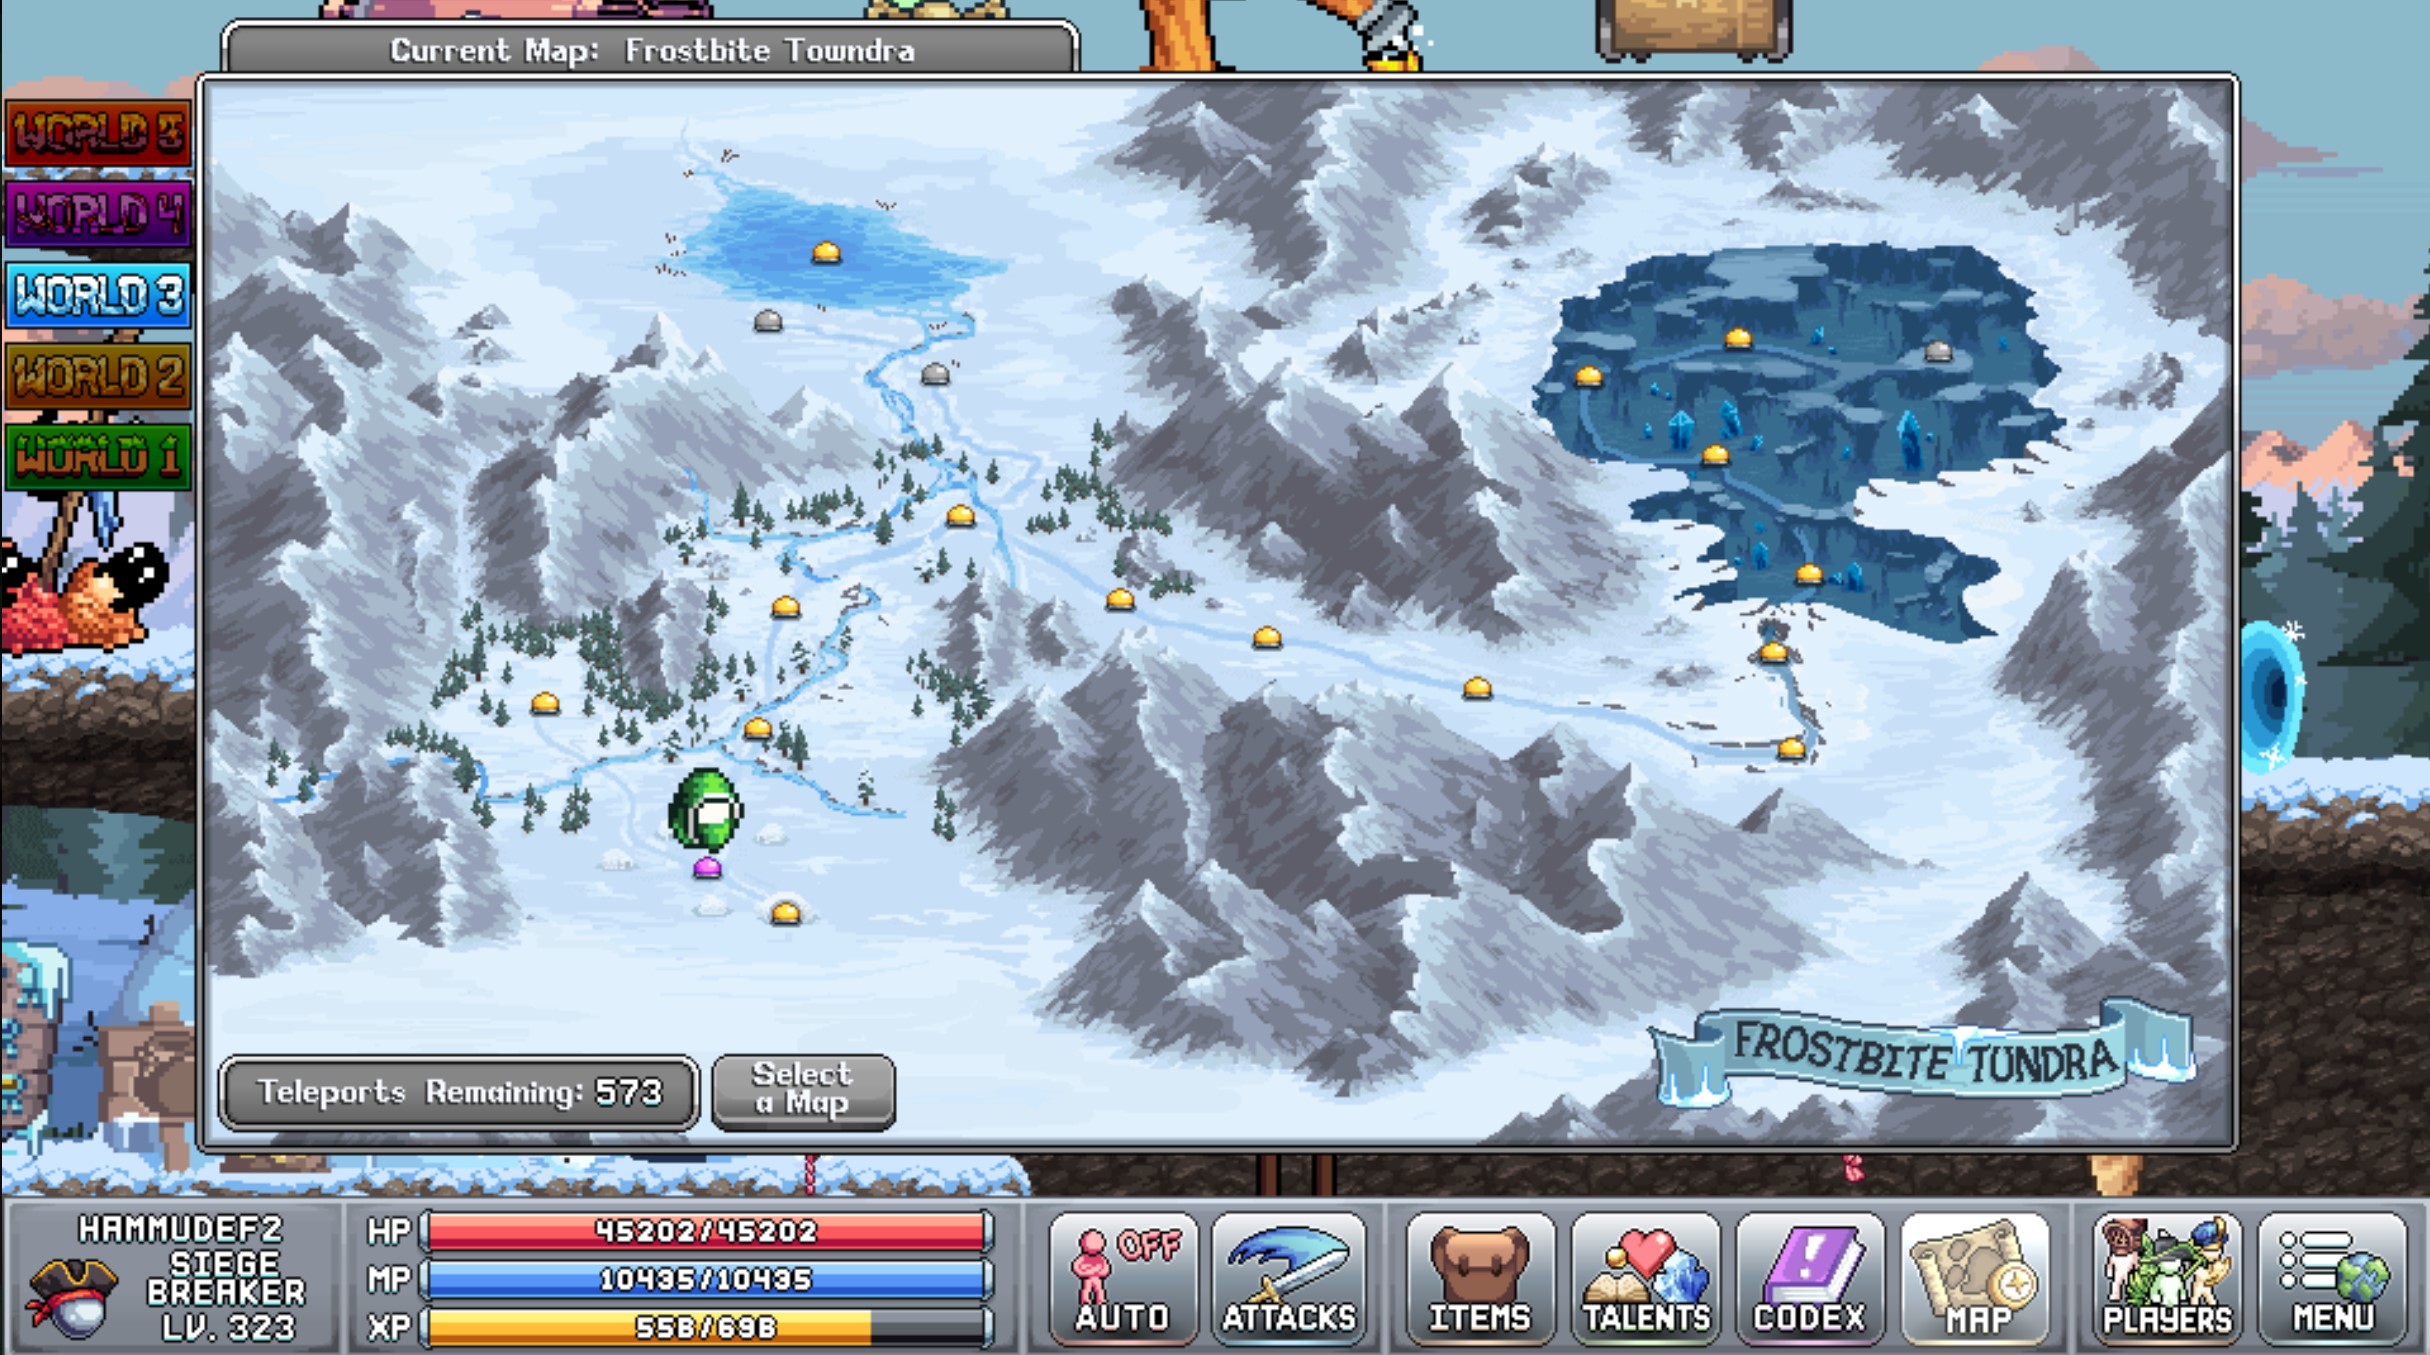 Current Map: Frostbite Towndra
WORLD 5
WORLD 4
WORLD 3
WORLD 2
WORLD 1
FROSTBITE TUNDRA
Teleports Remaining: 573
Select
a Map
HAMMUDEF2
SIEGE
BREAKER
LV. 323
HP 45202/45202
MP 10435/10435
XP 55B/69B
OFF
AUTO
ATTACKS
ITEMS
TALENTS
CODEX
MAP
PLAYERS
MENU